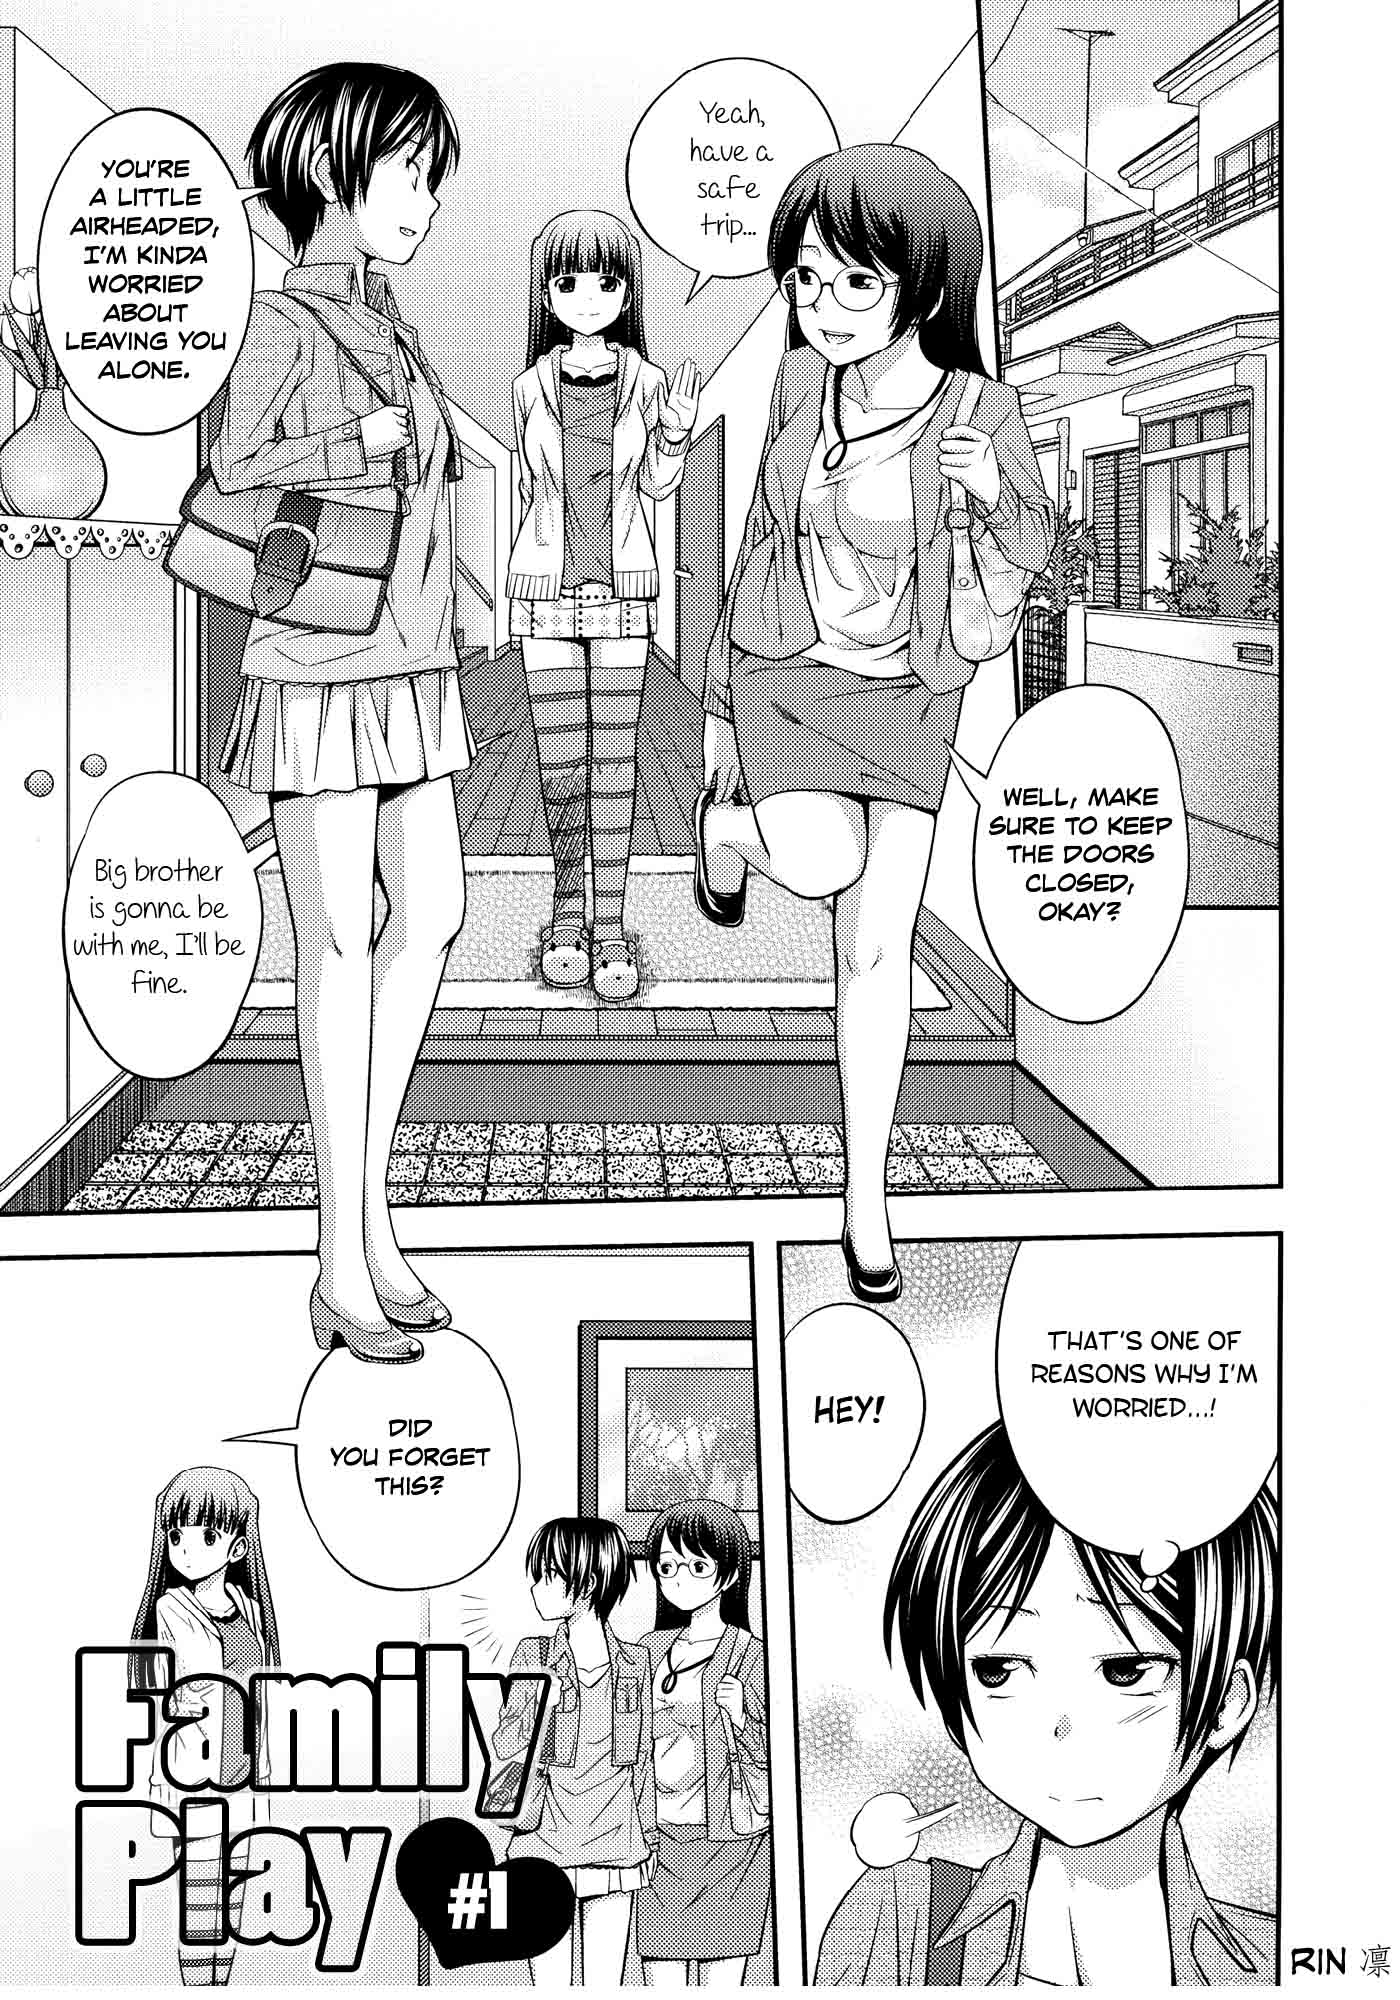 Yeah,
have a
safe
trip...
YOU'RE
A LITTLE
AIRHEADED,
I'M KINDA
WORRIED
ABOUT
LEAVING YOU
ALONE.
WELL, MAKE
SURE TO KEEP
THE DOORS
CLOSED,
OKAY?
Big brother
is gonna be
with me, I'll be
fine.
THAT'S ONE OF
REASONS WHY I'M
WORRIED...!
HEY!
DID
YOU FORGET
THIS?
Family
Play
#1
RIN 凛